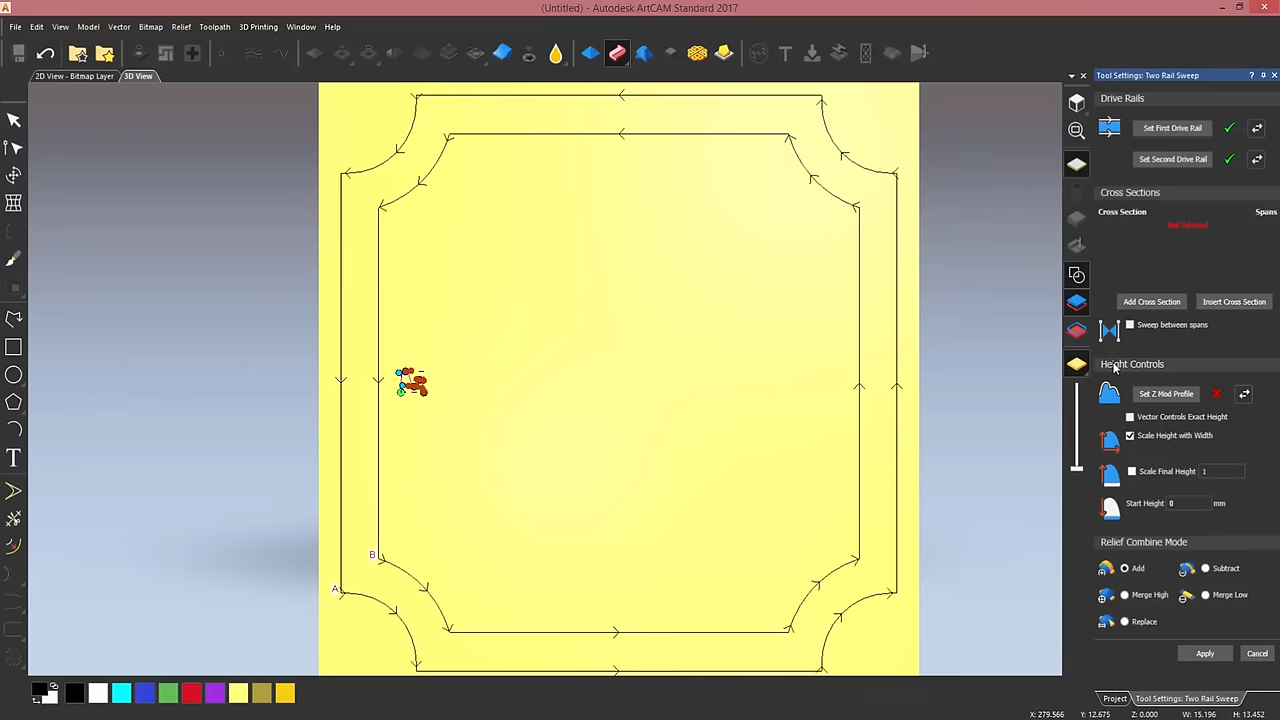 (Untitled) - Autodesk ArtCAM Standard 2017
File Edit View Model Vector Bitmap Relief Toolpath 3D Printing Window Help
2D View - Bitmap Layer 3D View
Tool Settings: Two Rail Sweep
Drive Rails
Set First Drive Rail
Set Second Drive Rail
Cross Sections
Cross Section Spans
Not Selected
Add Cross Section Insert Cross Section
Sweep between spans
Height Controls
Set Z Mod Profile
Vector Controls Exact Height
Scale Height with Width
Scale Final Height 1
Start Height 0 mm
Relief Combine Mode
Add Subtract
Merge High Merge Low
Replace
Apply Cancel
B
A
Project Tool Settings: Two Rail Sweep
X: 279.566 Y: 12.675 Z: 0.000 W: 15.196 H: 13.452